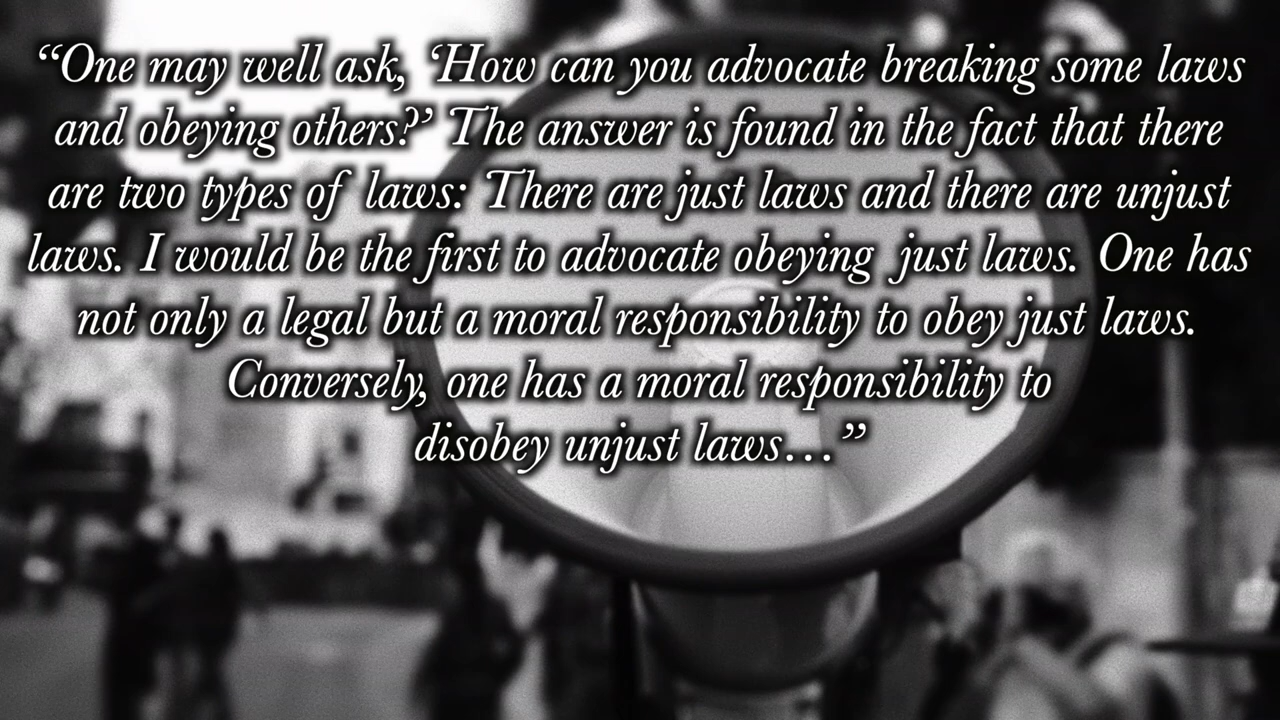 “One may well ask, ‘How can you advocate breaking some laws
and obeying others?’ The answer is found in the fact that there
are two types of laws: There are just laws and there are unjust
laws. I would be the first to advocate obeying just laws. One has
not only a legal but a moral responsibility to obey just laws.
Conversely, one has a moral responsibility to
disobey unjust laws…”